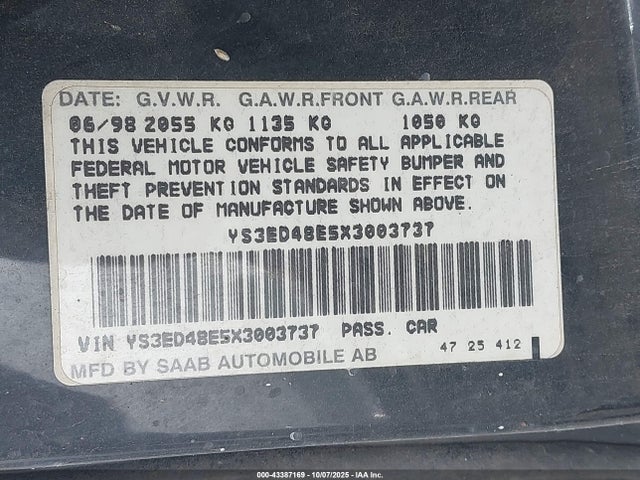 DATE: G.V.W.R. G.A.W.R.FRONT G.A.W.R.REAR
06/98 2055 KG 1135 KG 1050 KG
THIS VEHICLE CONFORMS TO ALL APPLICABLE
FEDERAL MOTOR VEHICLE SAFETY BUMPER AND
THEFT PREVENTION STANDARDS IN EFFECT ON
THE DATE OF MANUFACTURE SHOWN ABOVE.
YS3ED48E5X3003737
VIN YS3ED48E5X3003737 PASS. CAR
MFD BY SAAB AUTOMOBILE AB 47 25 412
000-43387169 - 10/07/2025 - IAA Inc.